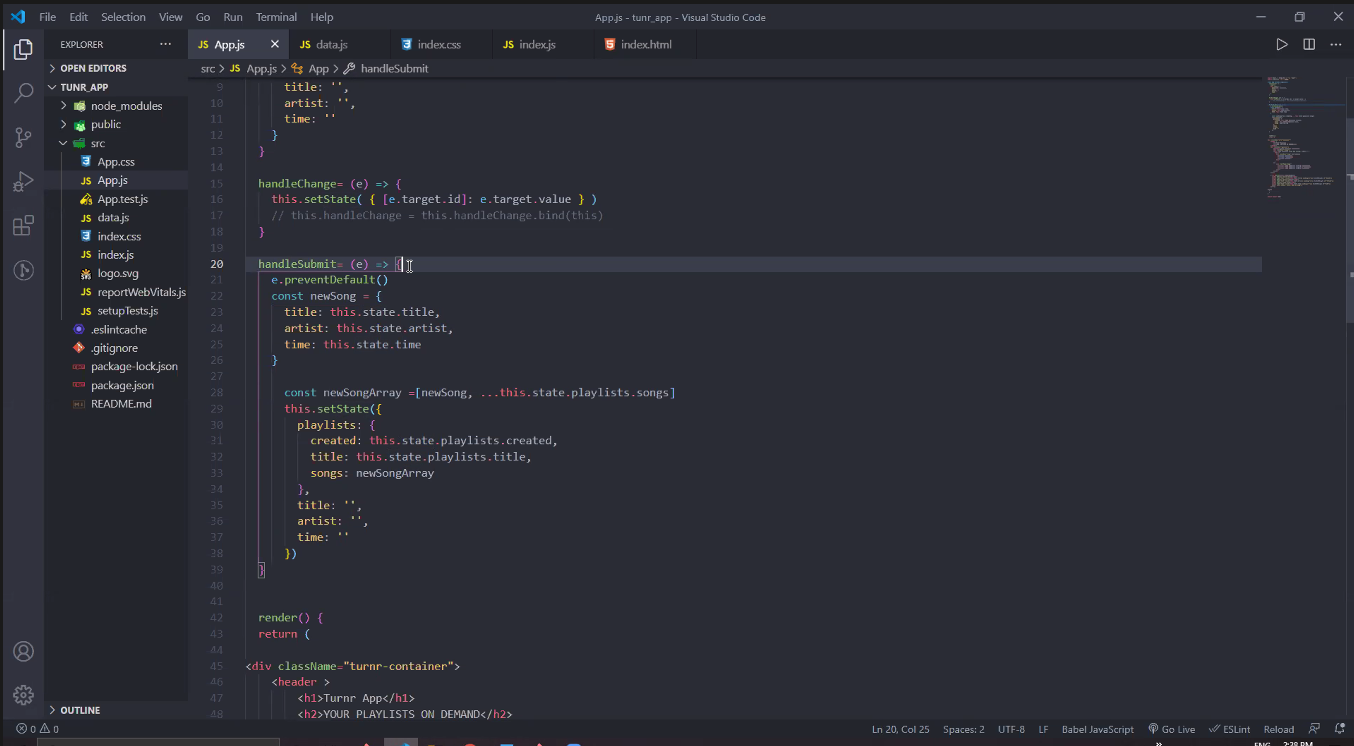 File Edit Selection View Go Run Terminal Help App.js - tunr_app - Visual Studio Code
EXPLORER
OPEN EDITORS
TUNR_APP
node_modules
public
src
App.css
App.js
App.test.js
data.js
index.css
index.js
logo.svg
reportWebVitals.js
setupTests.js
.eslintcache
.gitignore
package-lock.json
package.json
README.md
OUTLINE
App.js data.js index.css index.js index.html
src > App.js > App > handleSubmit
9 title: '',
10 artist: '',
11 time: ''
12 }
13 }
14
15 handleChange= (e) => {
16 this.setState( { [e.target.id]: e.target.value } )
17 // this.handleChange = this.handleChange.bind(this)
18 }
19
20 handleSubmit= (e) => {
21 e.preventDefault()
22 const newSong = {
23 title: this.state.title,
24 artist: this.state.artist,
25 time: this.state.time
26 }
27
28 const newSongArray =[newSong, ...this.state.playlists.songs]
29 this.setState({
30 playlists: {
31 created: this.state.playlists.created,
32 title: this.state.playlists.title,
33 songs: newSongArray
34 },
35 title: '',
36 artist: '',
37 time: ''
38 })
39 }
40
41
42 render() {
43 return (
44
45 <div className="turnr-container">
46 <header >
47 <h1>Turnr App</h1>
48 <h2>YOUR PLAYLISTS ON DEMAND</h2>
0 0 Ln 20, Col 25 Spaces: 2 UTF-8 LF Babel JavaScript Go Live ESLint Reload